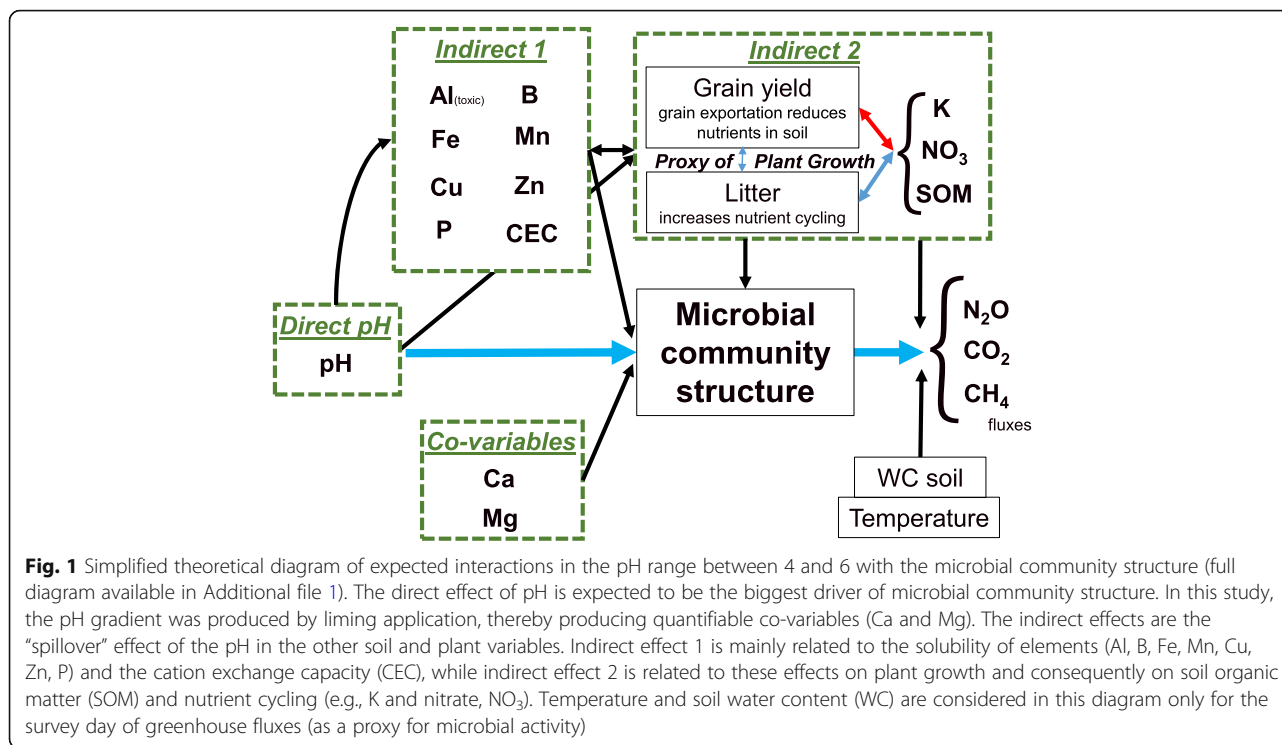 Indirect 1
Al(toxic) B
Fe Mn
Cu Zn
P CEC
Indirect 2
Grain yield
grain exportation reduces
nutrients in soil
Proxy of Plant Growth
Litter
increases nutrient cycling
K
NO3
SOM
Direct pH
pH
Microbial
community
structure
N2O
CO2
CH4
fluxes
Co-variables
Ca
Mg
WC soil
Temperature
Fig. 1 Simplified theoretical diagram of expected interactions in the pH range between 4 and 6 with the microbial community structure (full
diagram available in Additional file 1). The direct effect of pH is expected to be the biggest driver of microbial community structure. In this study,
the pH gradient was produced by liming application, thereby producing quantifiable co-variables (Ca and Mg). The indirect effects are the
“spillover” effect of the pH in the other soil and plant variables. Indirect effect 1 is mainly related to the solubility of elements (Al, B, Fe, Mn, Cu,
Zn, P) and the cation exchange capacity (CEC), while indirect effect 2 is related to these effects on plant growth and consequently on soil organic
matter (SOM) and nutrient cycling (e.g., K and nitrate, NO3). Temperature and soil water content (WC) are considered in this diagram only for the
survey day of greenhouse fluxes (as a proxy for microbial activity)